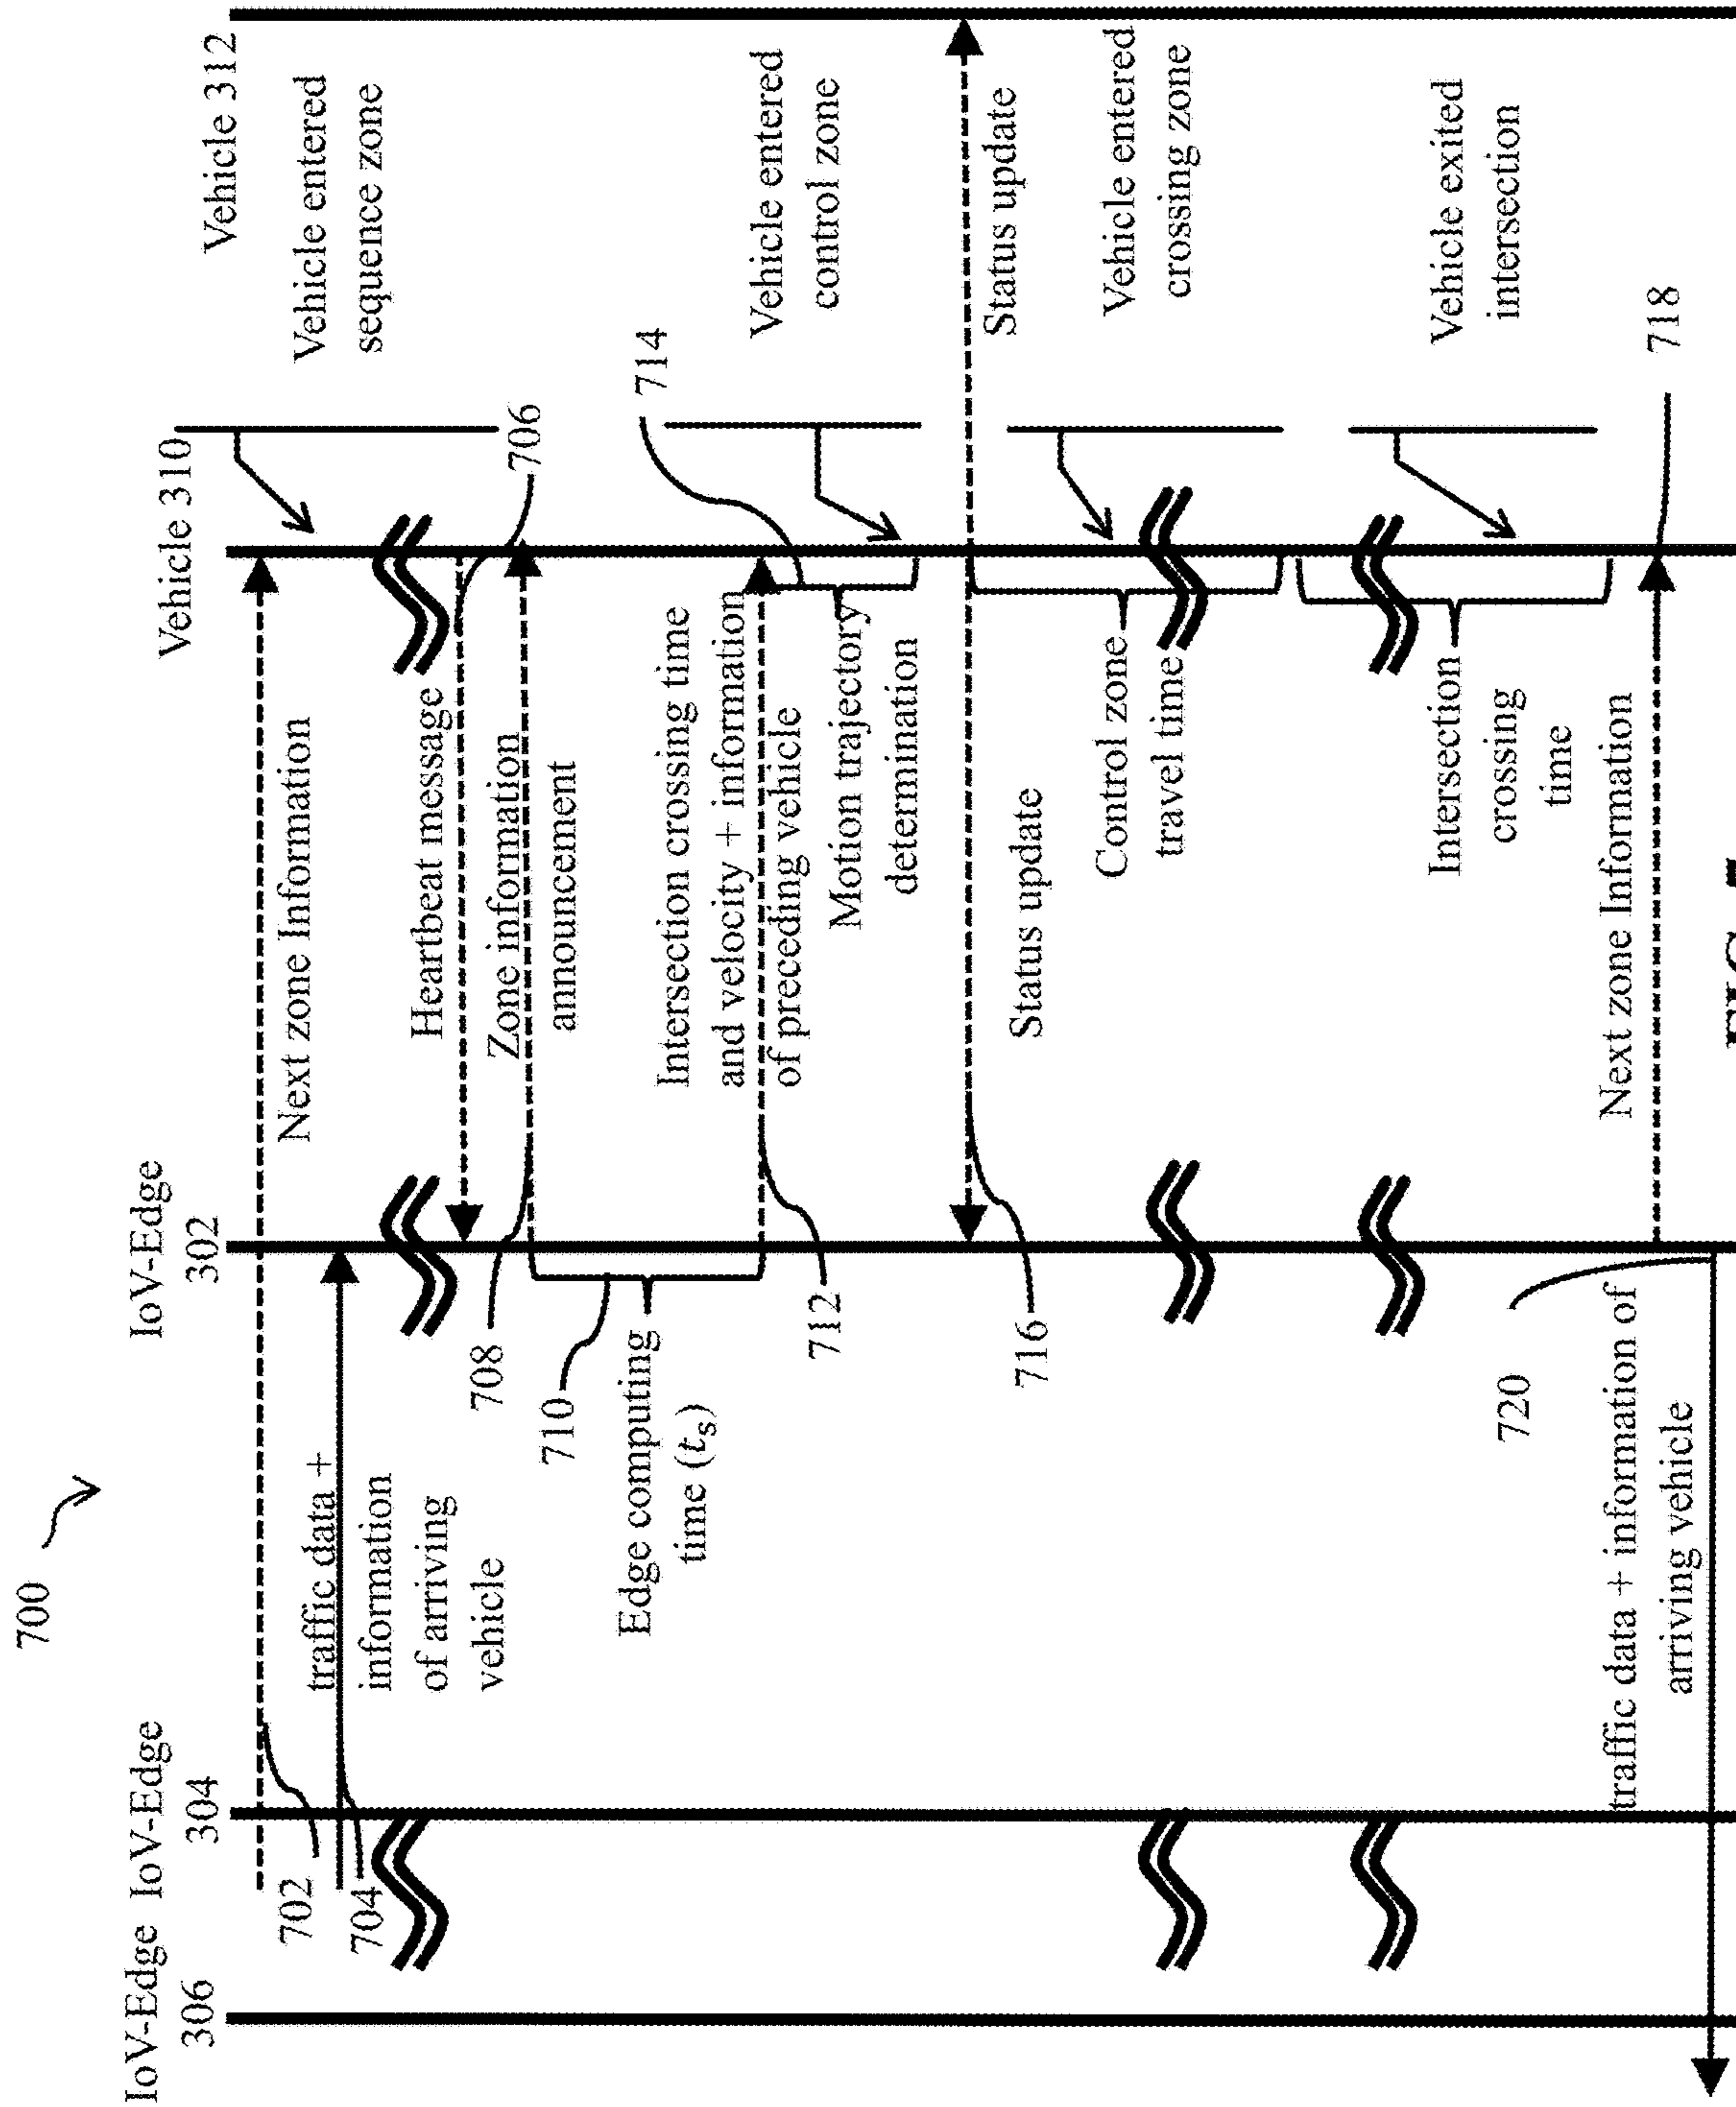 700
IoV-Edge
306
IoV-Edge
304
IoV-Edge
302
Vehicle 310
Vehicle 312
702
Next zone Information
704
traffic data +
information
of arriving
vehicle
Vehicle entered
sequence zone
Heartbeat message
706
708
Zone information
announcement
710
Edge computing
time (ts)
712
Intersection crossing time
and velocity + information
of preceding vehicle
714
Motion trajectory
determination
Vehicle entered
control zone
716
Status update
Status update
Control zone
travel time
Vehicle entered
crossing zone
Intersection
crossing
time
Vehicle exited
intersection
Next zone Information
718
720
traffic data + information of
arriving vehicle